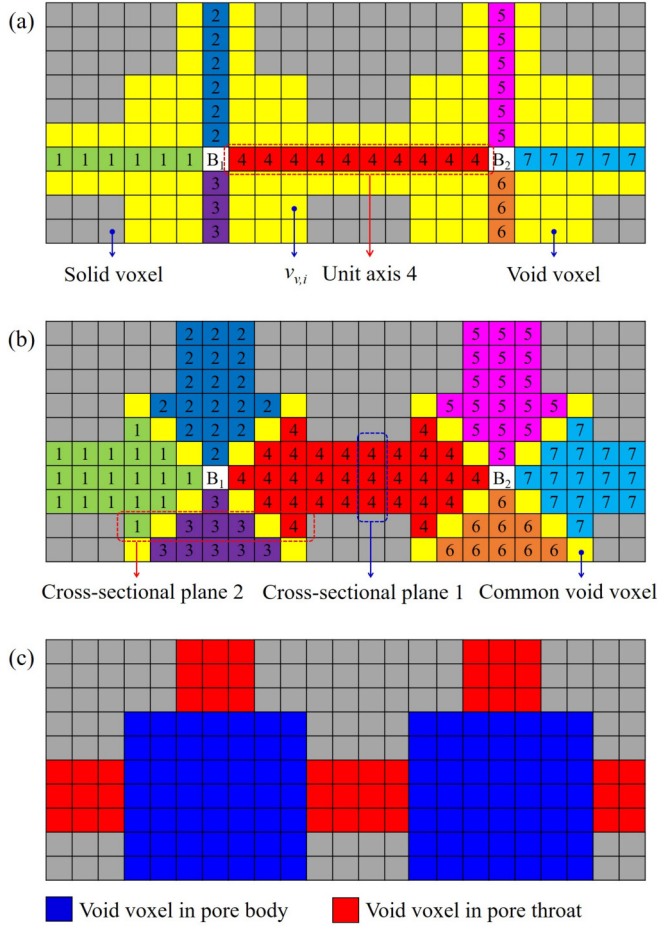 (a)
2 5
2 5
2 5
2 5
2 5
2 5
1 1 1 1 1 1 B₁ 4 4 4 4 4 4 4 4 4 4 B₂ 7 7 7 7 7
3 6
3 6
3 6
Solid voxel v_{v,i} Unit axis 4 Void voxel
(b)
2 2 2 5 5 5
2 2 2 5 5 5
2 2 2 5 5 5
2 2 2 2 2 5 5 5 5 5
1 2 2 2 4 4 5 5 5 7
1 1 1 1 1 2 4 4 4 4 4 4 4 4 5 7 7 7 7
1 1 1 1 1 1 B₁ 4 4 4 4 4 4 4 4 4 4 B₂ 7 7 7 7 7
1 1 1 1 1 3 4 4 4 4 4 4 4 4 6 7 7 7 7
1 3 3 3 4 4 6 6 6 7
3 3 3 3 3 6 6 6 6 6
Cross-sectional plane 2 Cross-sectional plane 1 Common void voxel
(c)
Void voxel in pore body Void voxel in pore throat